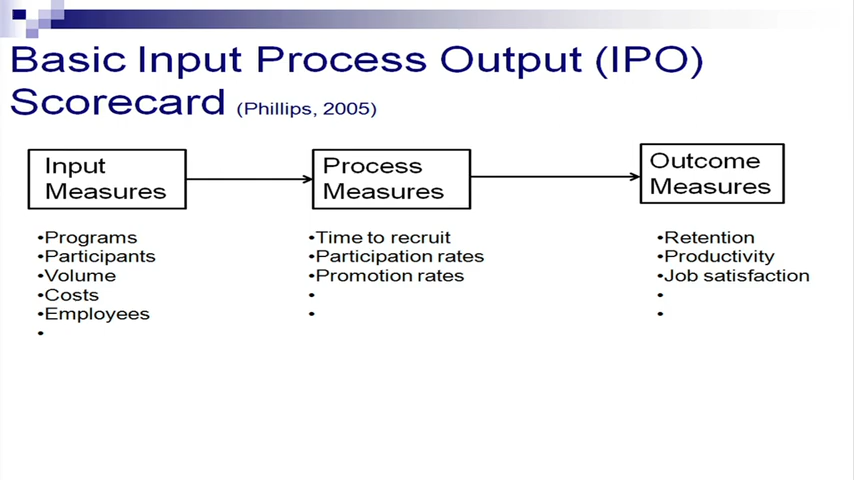 Basic Input Process Output (IPO)
Scorecard (Phillips, 2005)
Input
Measures
Process
Measures
Outcome
Measures
•Programs
•Participants
•Volume
•Costs
•Employees
•
•Time to recruit
•Participation rates
•Promotion rates
•
•
•Retention
•Productivity
•Job satisfaction
•
•